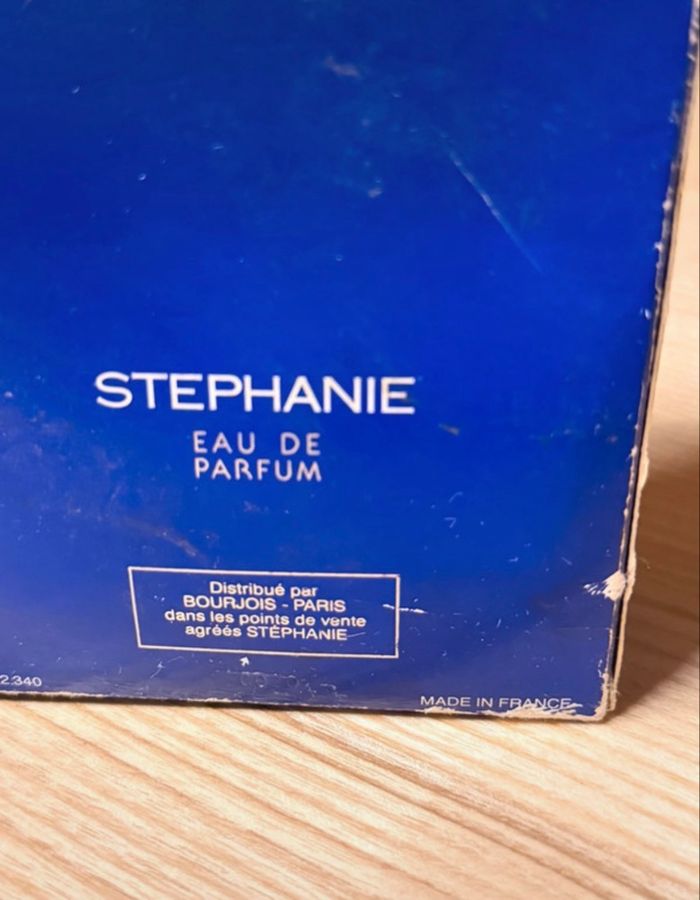 STEPHANIE
EAU DE
PARFUM
Distribué par
BOURJOIS - PARIS
dans les points de vente
agréés STÉPHANIE
2.340
MADE IN FRANCE